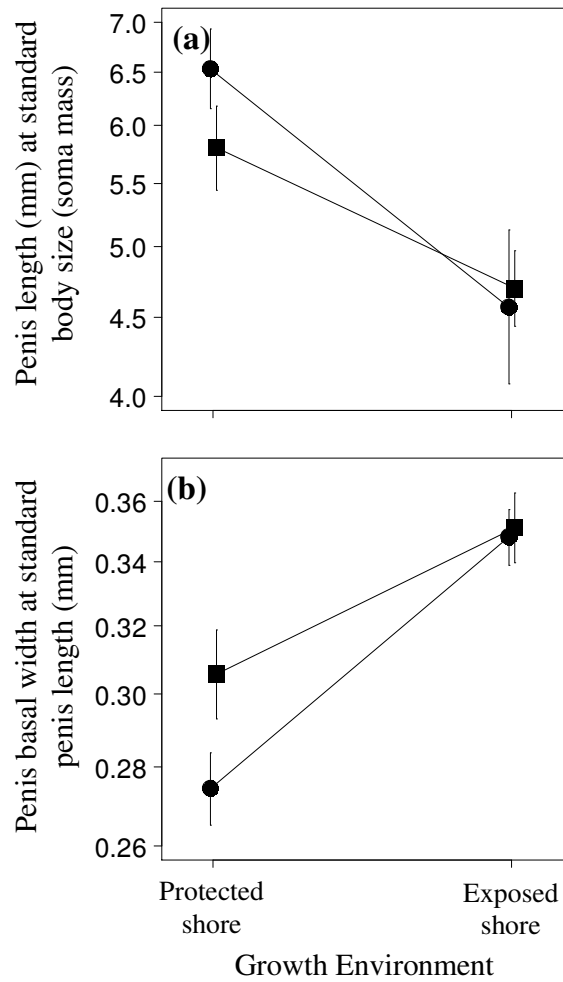 (a)
Penis length (mm) at standard
body size (soma mass)
7.0
6.5
6.0
5.5
5.0
4.5
4.0
(b)
Penis basal width at standard
penis length (mm)
0.36
0.34
0.32
0.30
0.28
0.26
Protected
shore
Exposed
shore
Growth Environment